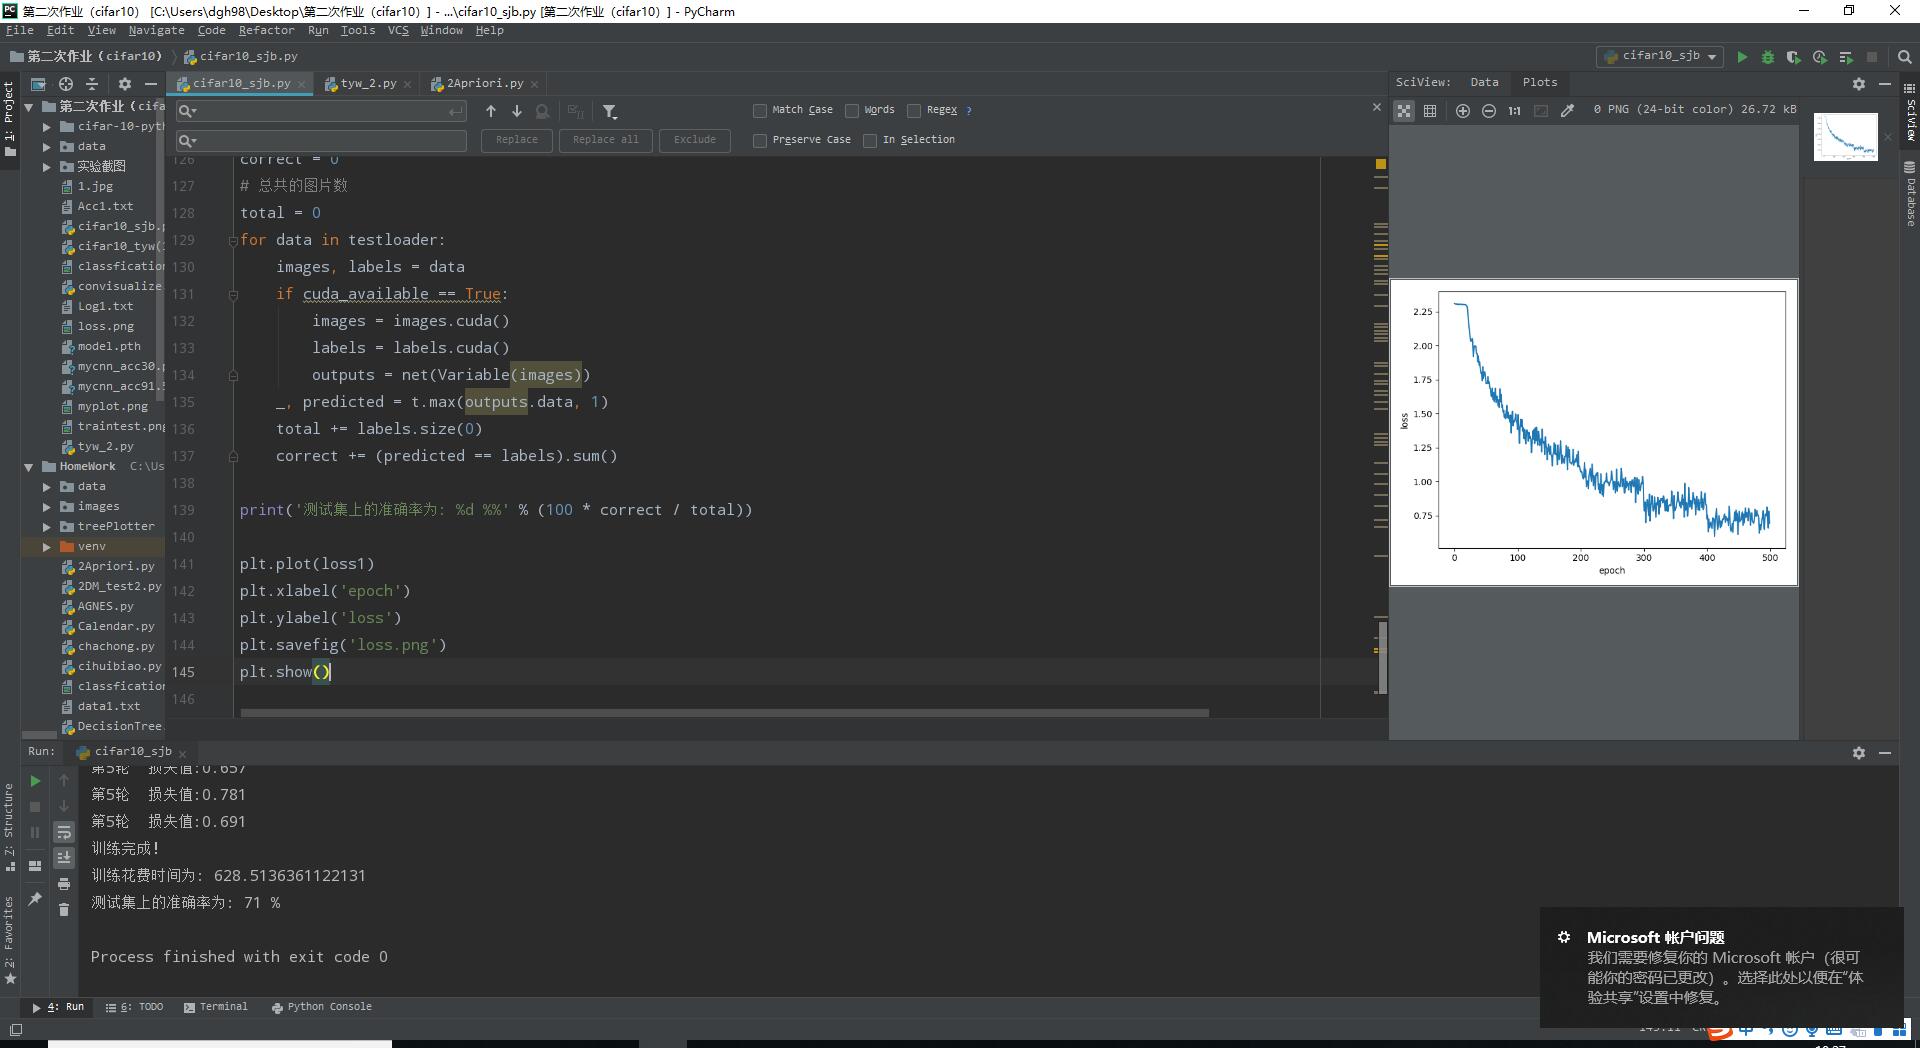 第二次作业（cifar10） [C:\Users\dgh98\Desktop\第二次作业（cifar10）] - ...\cifar10_sjb.py [第二次作业（cifar10）] - PyCharm
File Edit View Navigate Code Refactor Run Tools VCS Window Help
第二次作业（cifar10） cifar10_sjb.py
cifar10_sjb
1: Project
第二次作业（cifa
cifar-10-pyth
data
实验截图
1.jpg
Acc1.txt
cifar10_sjb.p
cifar10_tyw(1
classfication
convisualize
Log1.txt
loss.png
model.pth
mycnn_acc30.p
mycnn_acc91.5
myplot.png
traintest.png
tyw_2.py
HomeWork C:\Us
data
images
treePlotter
venv
2Apriori.py
2DM_test2.py
AGNES.py
Calendar.py
chachong.py
cihuibiao.py
classfication
data1.txt
DecisionTree
cifar10_sjb.py tyw_2.py 2Apriori.py
Match Case Words Regex ?
Replace Replace all Exclude Preserve Case In Selection
126 correct = 0
127 # 总共的图片数
128 total = 0
129 for data in testloader:
130 images, labels = data
131 if cuda_available == True:
132 images = images.cuda()
133 labels = labels.cuda()
134 outputs = net(Variable(images))
135 _, predicted = t.max(outputs.data, 1)
136 total += labels.size(0)
137 correct += (predicted == labels).sum()
138
139 print('测试集上的准确率为: %d %%' % (100 * correct / total))
140
141 plt.plot(loss1)
142 plt.xlabel('epoch')
143 plt.ylabel('loss')
144 plt.savefig('loss.png')
145 plt.show()
146
SciView: Data Plots
1:1 0 PNG (24-bit color) 26.72 kB
2.25
2.00
1.75
1.50
1.25
1.00
0.75
loss
0 100 200 300 400 500
epoch
SciView
Database
Run: cifar10_sjb
第5轮 损失值:0.657
第5轮 损失值:0.781
第5轮 损失值:0.691
训练完成!
训练花费时间为: 628.5136361122131
测试集上的准确率为: 71 %
Process finished with exit code 0
Z: Structure
2: Favorites
4: Run 6: TODO Terminal Python Console
Microsoft 帐户问题
我们需要修复你的 Microsoft 帐户（很可
能你的密码已更改）。选择此处以便在“体
验共享”设置中修复。
中